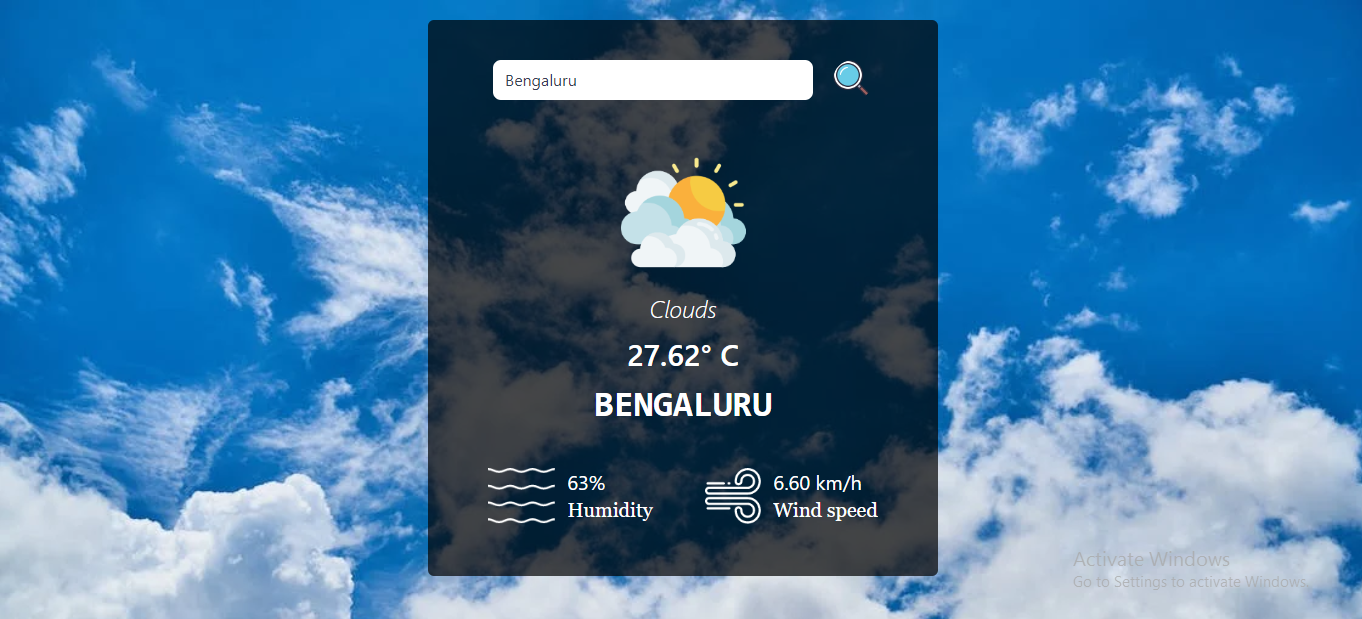 Bengaluru
Clouds
27.62° C
BENGALURU
63%
Humidity
6.60 km/h
Wind speed
Activate Windows
Go to Settings to activate Windows.